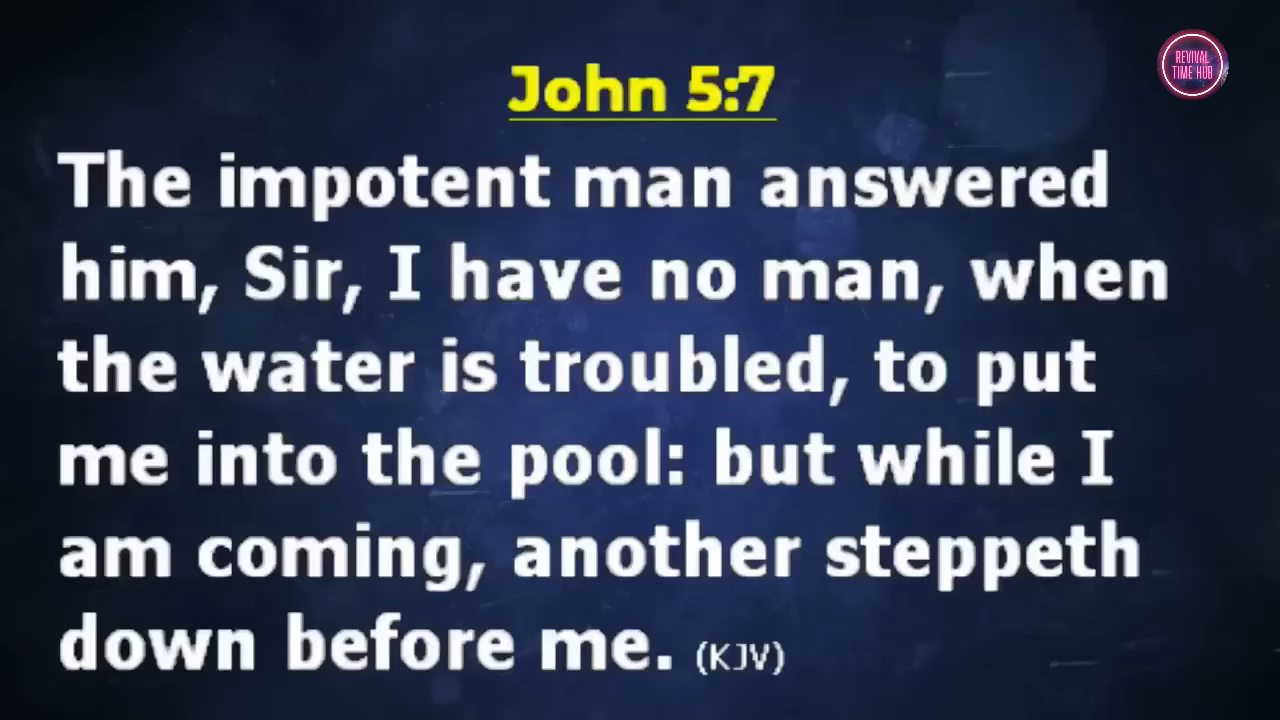 REVIVAL
TIME HUB
John 5:7
The impotent man answered
him, Sir, I have no man, when
the water is troubled, to put
me into the pool: but while I
am coming, another steppeth
down before me. (KJV)